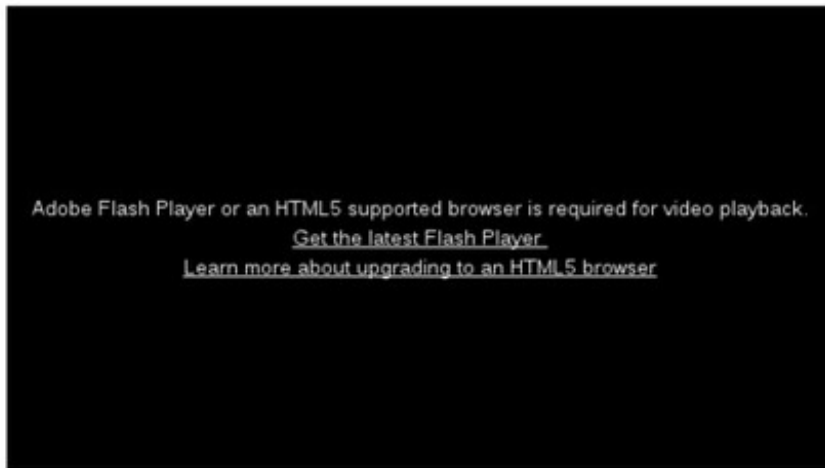 Adobe Flash Player or an HTML5 supported browser is required for video playback.
Get the latest Flash Player
Learn more about upgrading to an HTML5 browser